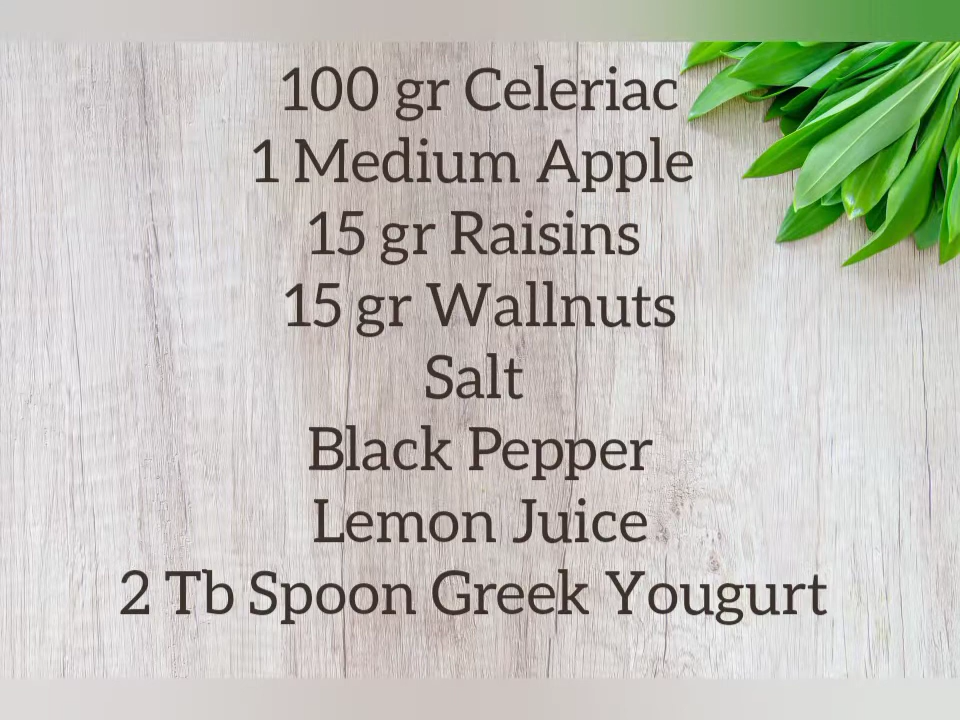 100 gr Celeriac
1 Medium Apple
15 gr Raisins
15 gr Wallnuts
Salt
Black Pepper
Lemon Juice
2 Tb Spoon Greek Yougurt